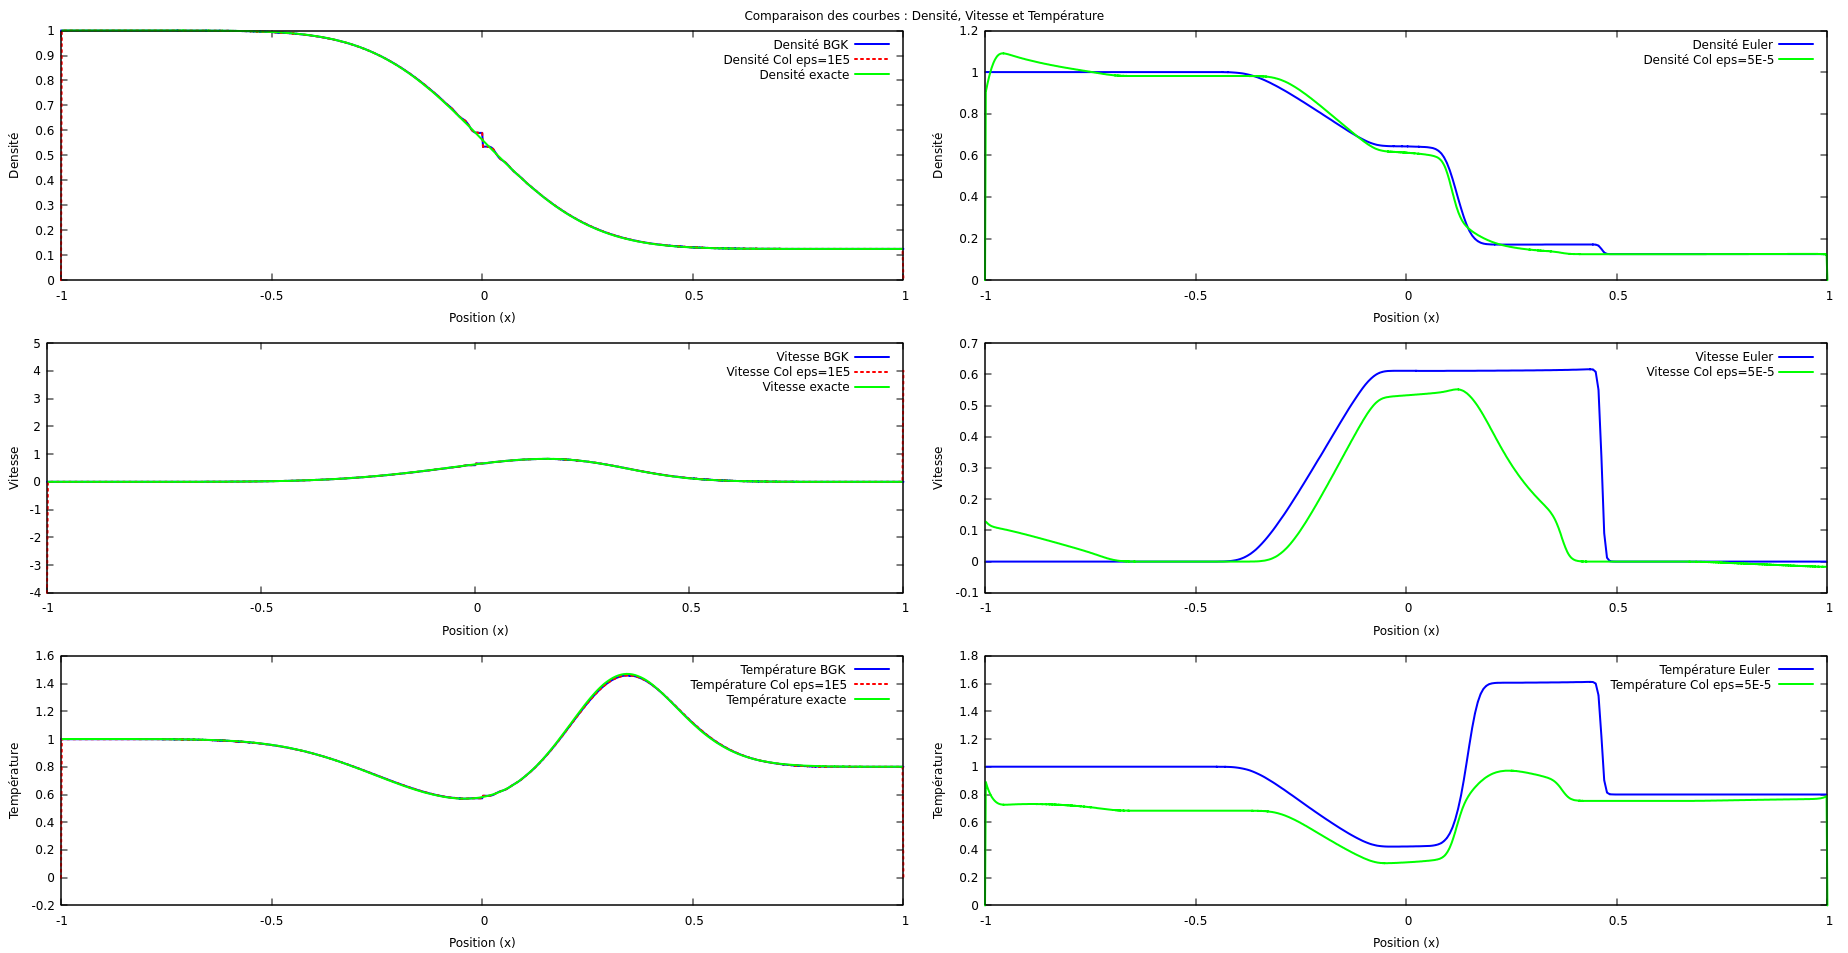 Comparaison des courbes : Densité, Vitesse et Température
Densité BGK
Densité Col eps=1E5
Densité exacte
Densité
1
0.9
0.8
0.7
0.6
0.5
0.4
0.3
0.2
0.1
0
-1 -0.5 0 0.5 1
Position (x)
Densité Euler
Densité Col eps=5E-5
Densité
1.2
1
0.8
0.6
0.4
0.2
0
-1 -0.5 0 0.5 1
Position (x)
Vitesse BGK
Vitesse Col eps=1E5
Vitesse exacte
Vitesse
5
4
3
2
1
0
-1
-2
-3
-4
-1 -0.5 0 0.5 1
Position (x)
Vitesse Euler
Vitesse Col eps=5E-5
Vitesse
0.7
0.6
0.5
0.4
0.3
0.2
0.1
0
-0.1
-1 -0.5 0 0.5 1
Position (x)
Température BGK
Température Col eps=1E5
Température exacte
Température
1.6
1.4
1.2
1
0.8
0.6
0.4
0.2
0
-0.2
-1 -0.5 0 0.5 1
Position (x)
Température Euler
Température Col eps=5E-5
Température
1.8
1.6
1.4
1.2
1
0.8
0.6
0.4
0.2
0
-1 -0.5 0 0.5 1
Position (x)